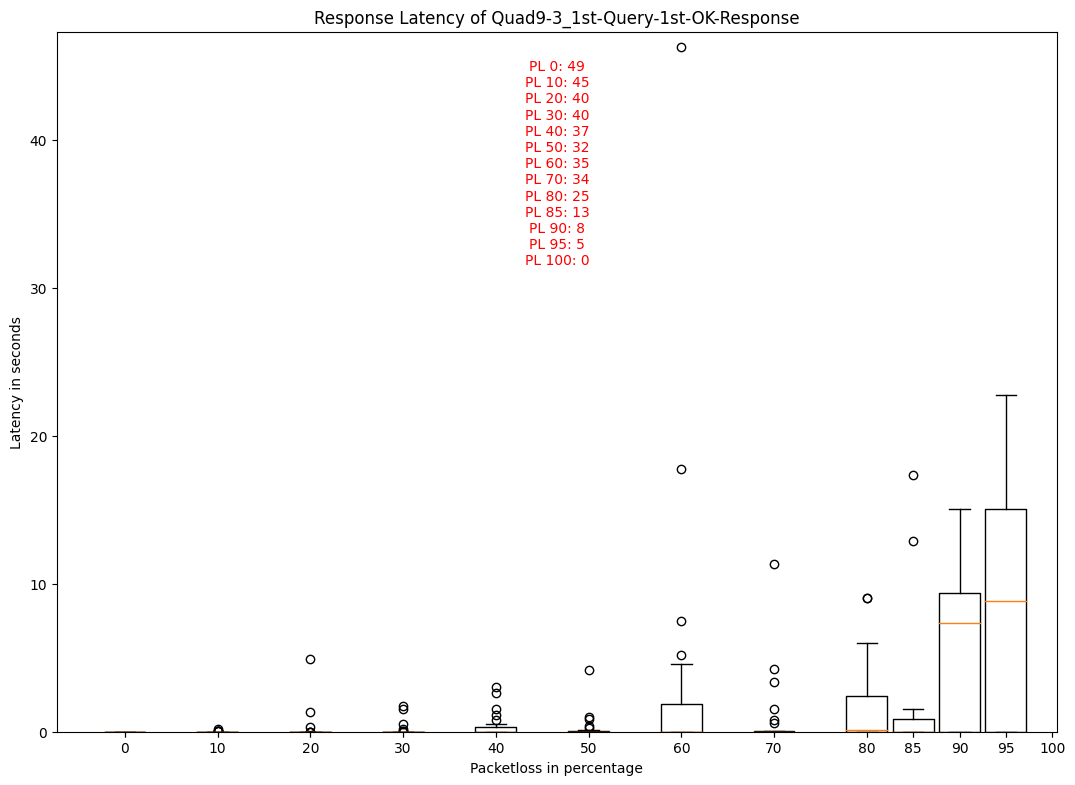 Response Latency of Quad9-3_1st-Query-1st-OK-Response
PL 0: 49
PL 10: 45
PL 20: 40
PL 30: 40
PL 40: 37
PL 50: 32
PL 60: 35
PL 70: 34
PL 80: 25
PL 85: 13
PL 90: 8
PL 95: 5
PL 100: 0
Latency in seconds
40
30
20
10
0
0 10 20 30 40 50 60 70 80 85 90 95 100
Packetloss in percentage